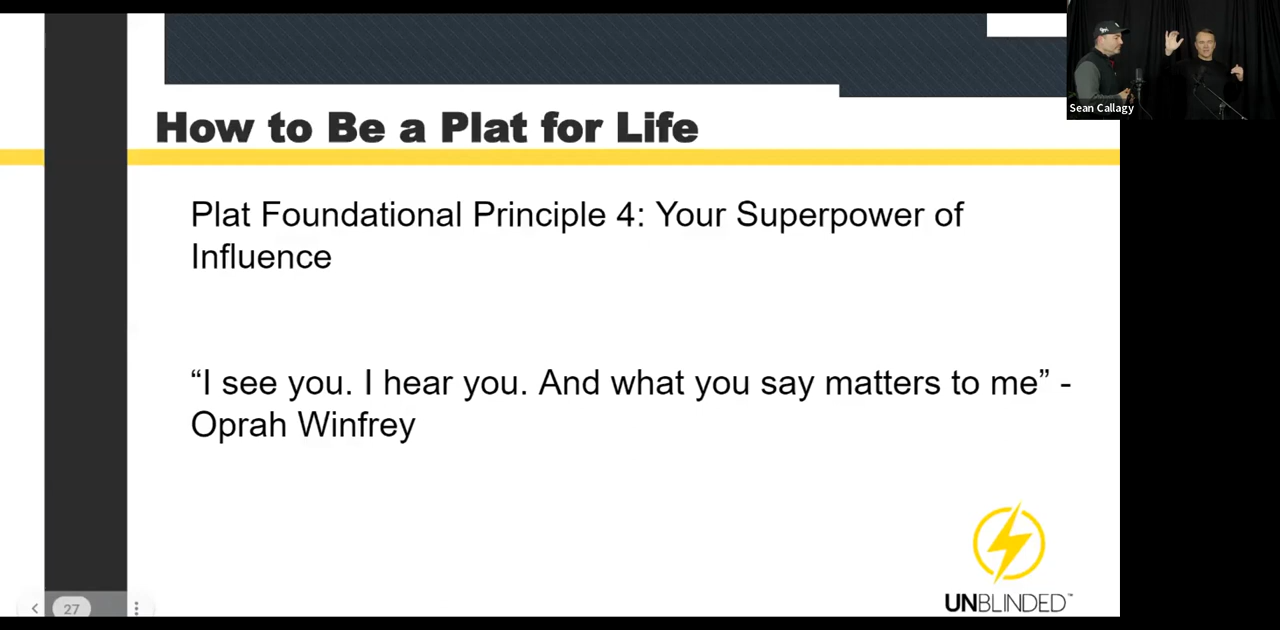 Sean Callagy
How to Be a Plat for Life
Plat Foundational Principle 4: Your Superpower of
Influence
“I see you. I hear you. And what you say matters to me” -
Oprah Winfrey
UNBLINDED™
27